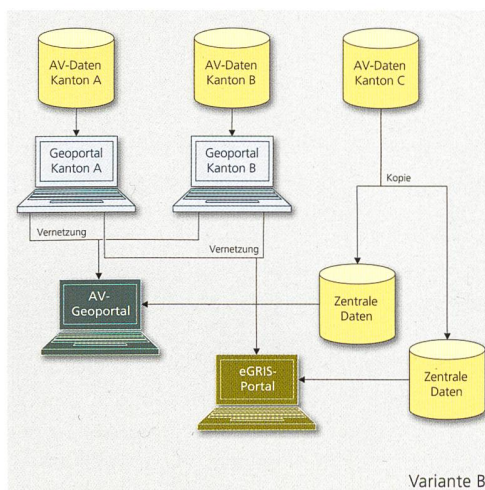 AV-Daten
Kanton A
AV-Daten
Kanton B
AV-Daten
Kanton C
Geoportal
Kanton A
Geoportal
Kanton B
Kopie
Vernetzung
Vernetzung
AV-
Geoportal
Zentrale
Daten
eGRIS-
Portal
Zentrale
Daten
Variante B